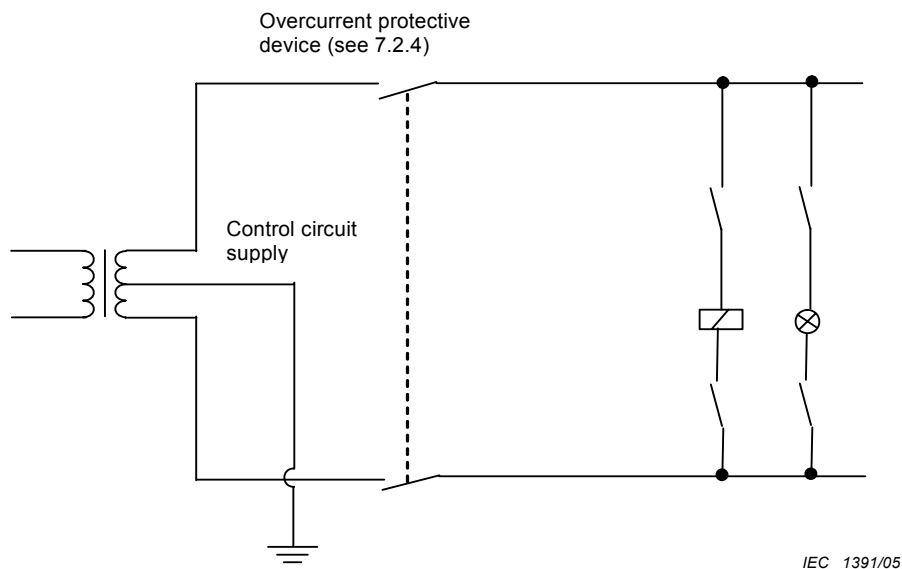 Overcurrent protective
device (see 7.2.4)
Control circuit
supply
IEC 1391/05